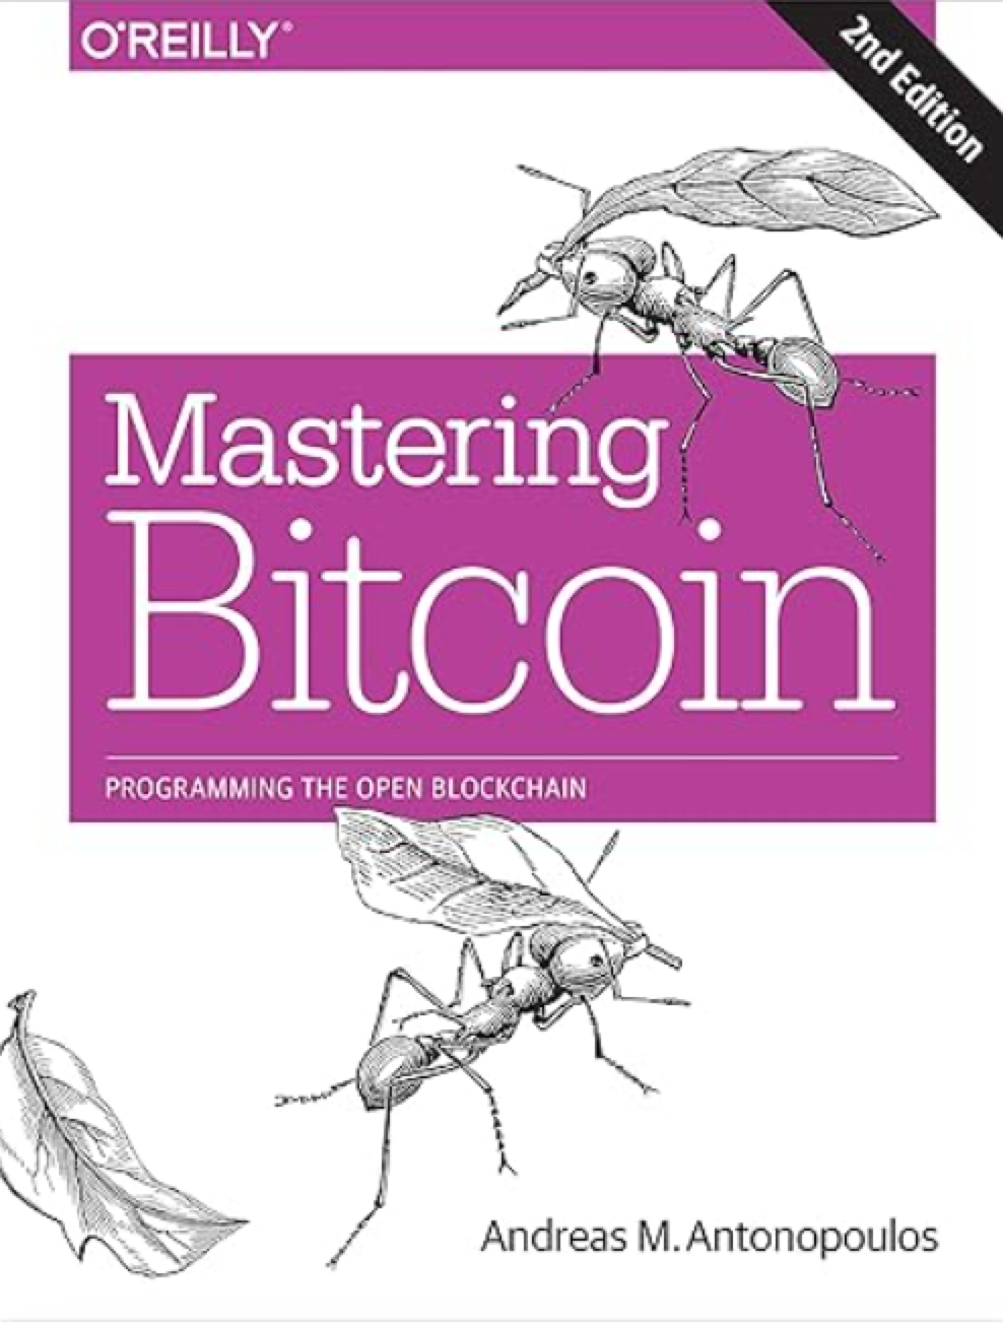 O'REILLY®
2nd Edition
Mastering
Bitcoin
PROGRAMMING THE OPEN BLOCKCHAIN
Andreas M. Antonopoulos